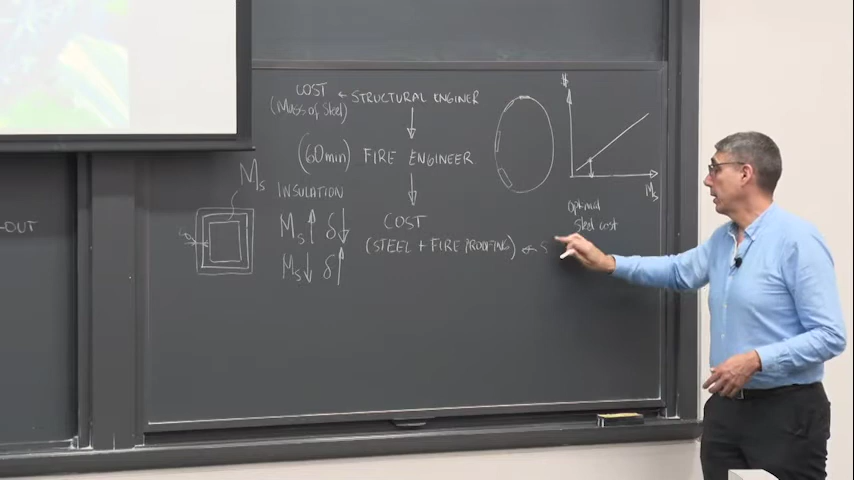 OUT
COST ← STRUCTURAL ENGINEER
(Mass of Steel)
(60min) FIRE ENGINEER
INSULATION
Ms
Ms↑ δ↓
Ms↓ δ↑
COST
(STEEL + FIRE PROOFING) ← S
$
Ms
Optimal
Steel cost